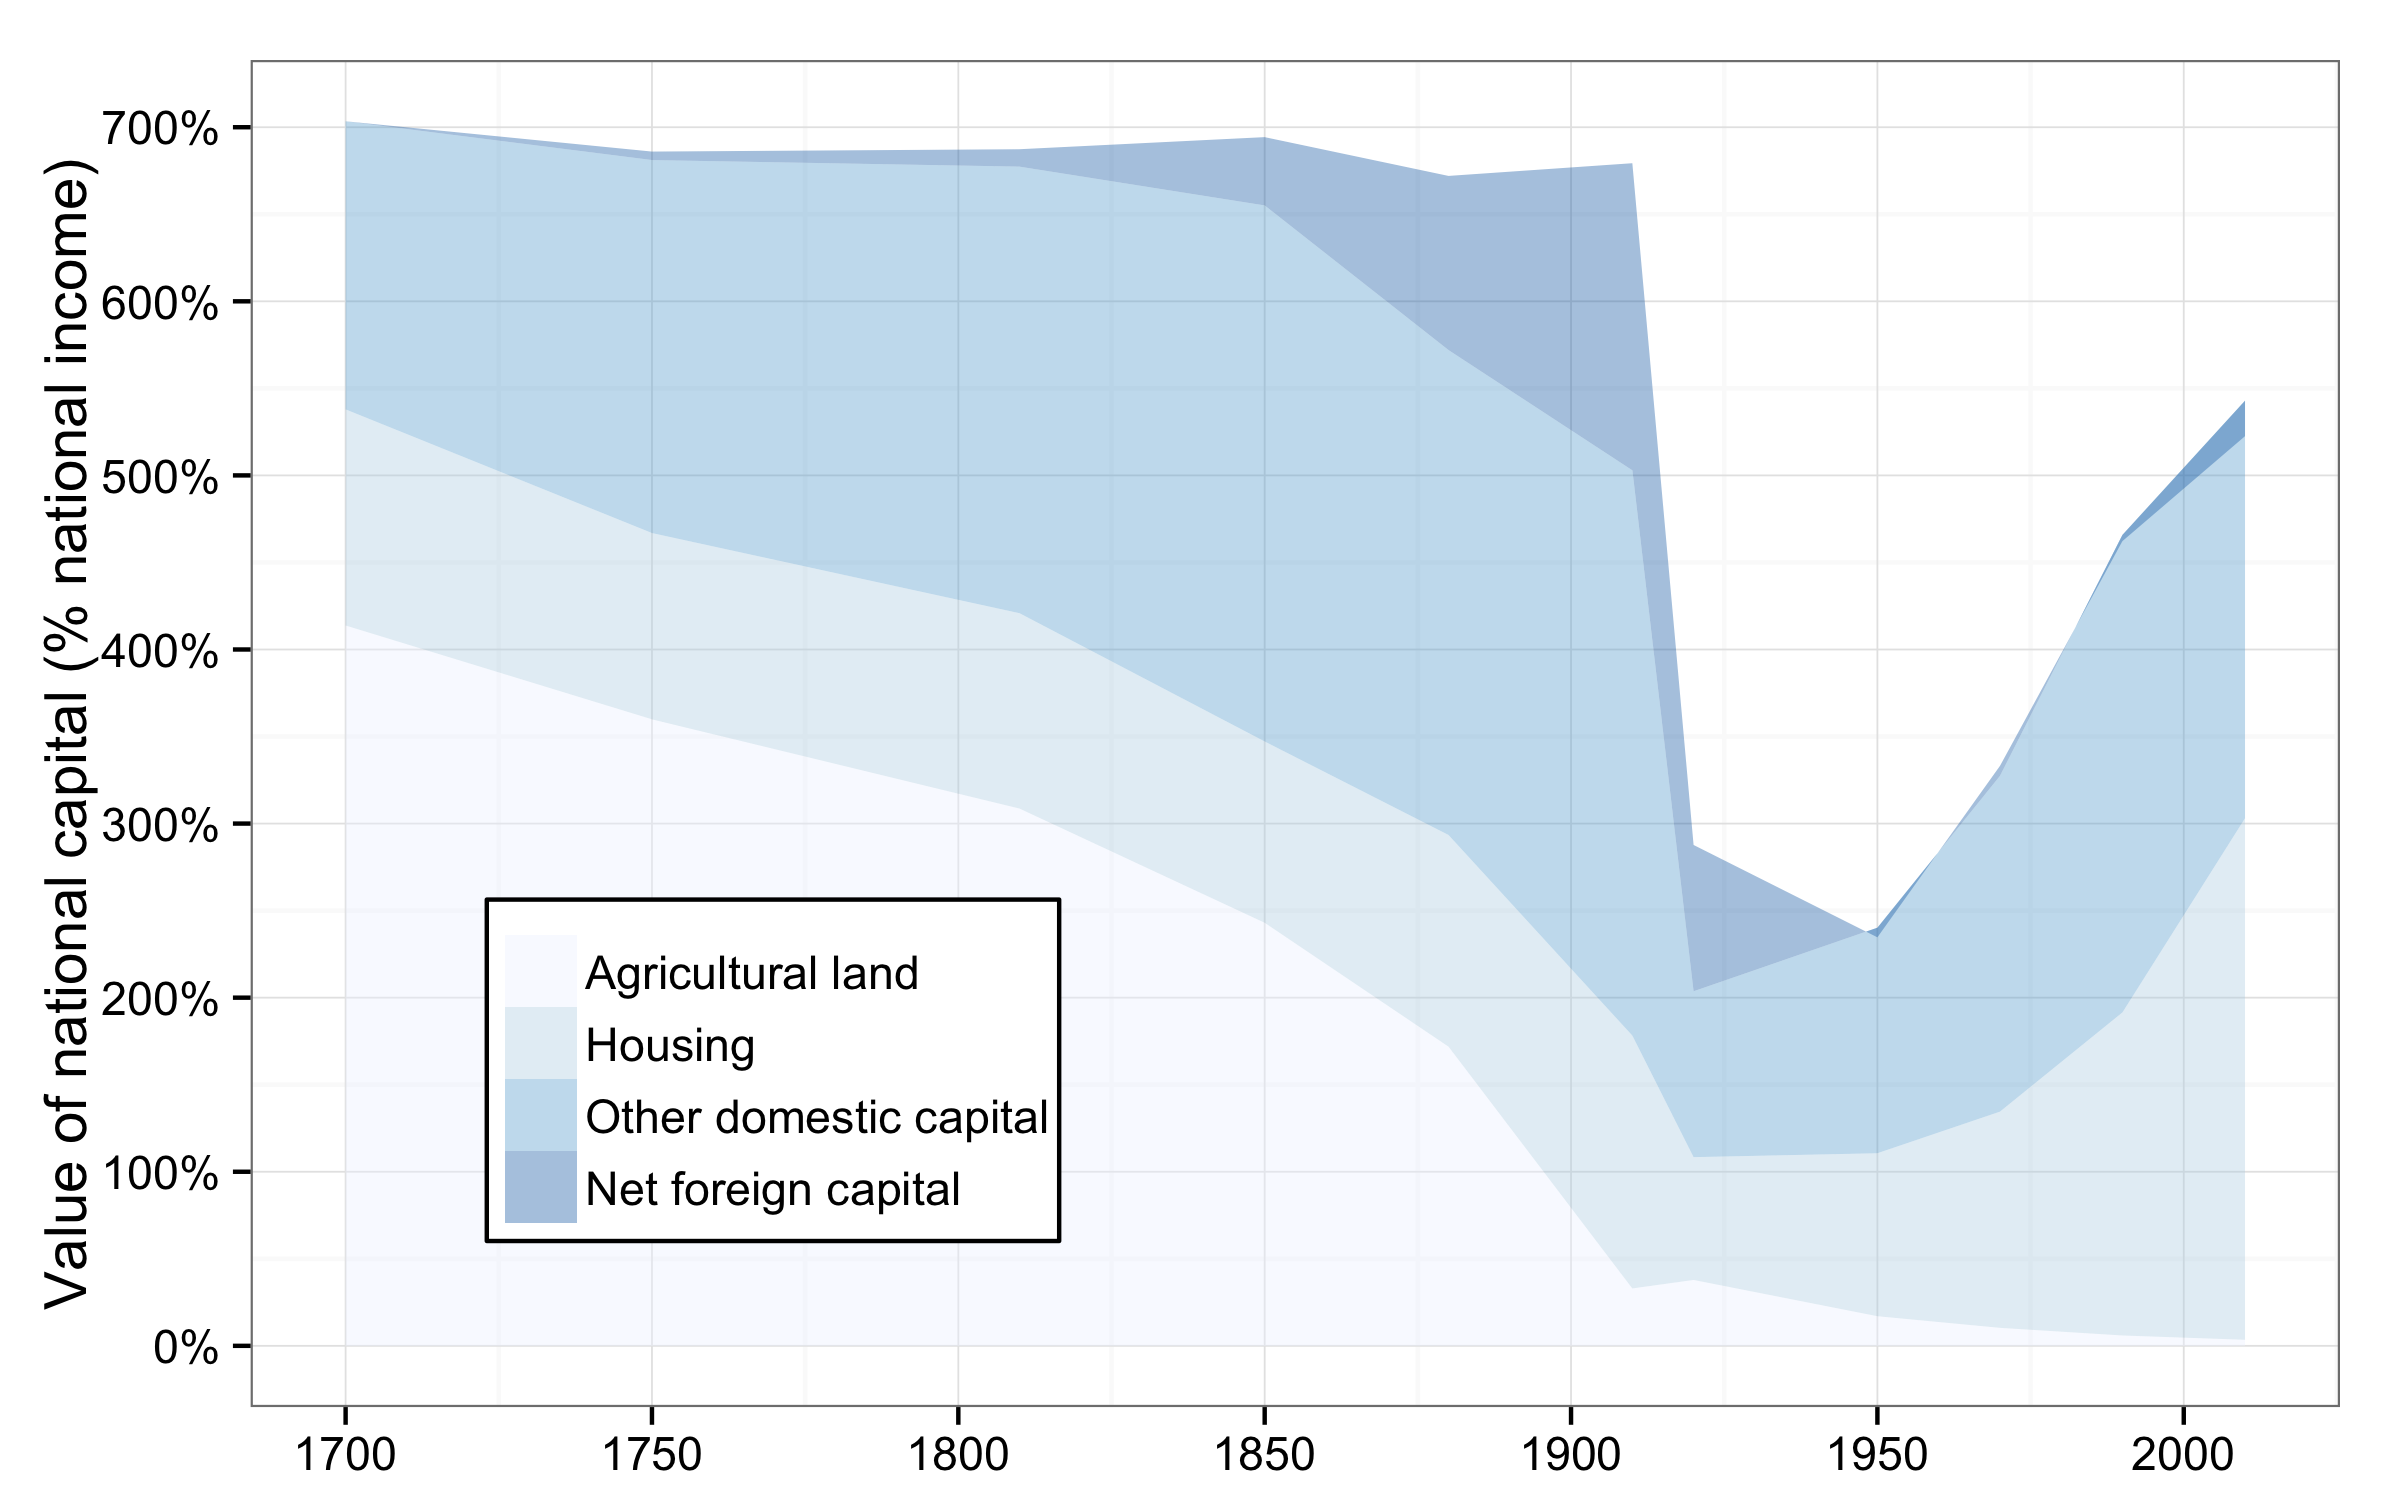 Value of national capital (% national income)
700%
600%
500%
400%
300%
200%
100%
0%
Agricultural land
Housing
Other domestic capital
Net foreign capital
1700 1750 1800 1850 1900 1950 2000